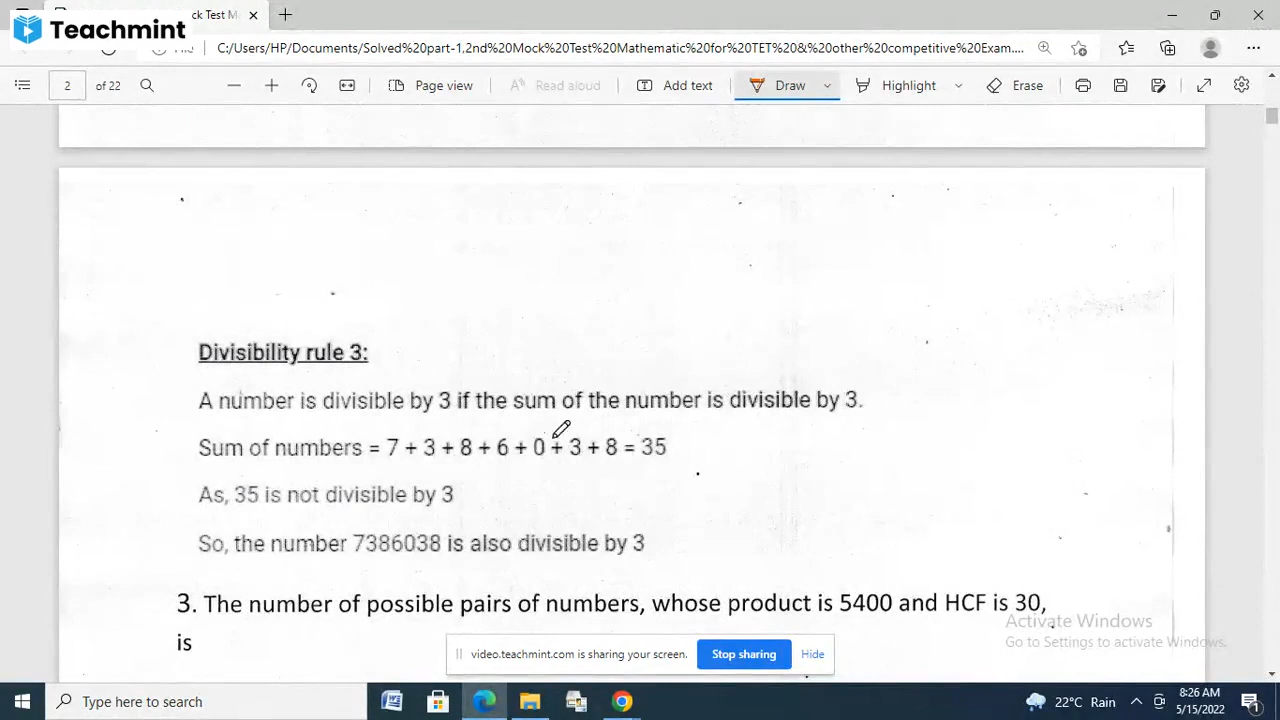 ck Test M
Teachmint
C:/Users/HP/Documents/Solved%20part-1,2nd%20Mock%20Test%20Mathematic%20for%20TET%20&%20other%20competitive%20Exam....
2 of 22
Page view
Read aloud
Add text
Draw
Highlight
Erase
Divisibility rule 3:
A number is divisible by 3 if the sum of the number is divisible by 3.
Sum of numbers = 7 + 3 + 8 + 6 + 0 + 3 + 8 = 35
As, 35 is not divisible by 3
So, the number 7386038 is also divisible by 3
3. The number of possible pairs of numbers, whose product is 5400 and HCF is 30,
is
Activate Windows
Go to Settings to activate Windows.
video.teachmint.com is sharing your screen.
Stop sharing
Hide
Type here to search
22°C Rain
8:26 AM
5/15/2022
1